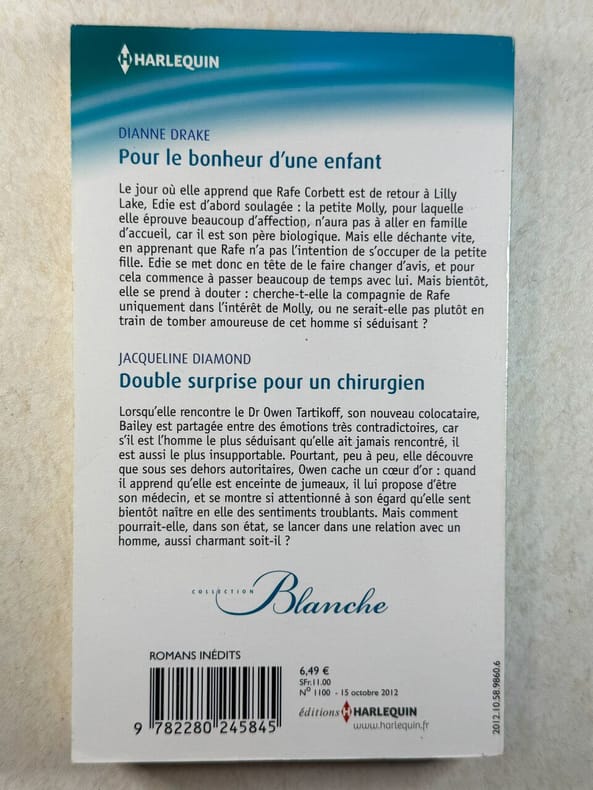 HARLEQUIN
DIANNE DRAKE
Pour le bonheur d'une enfant
Le jour où elle apprend que Rafe Corbett est de retour à Lilly
Lake, Edie est d'abord soulagée : la petite Molly, pour laquelle
elle éprouve beaucoup d'affection, n'aura pas à aller en famille
d'accueil, car il est son père biologique. Mais elle déchante vite,
en apprenant que Rafe n'a pas l'intention de s'occuper de la petite
fille. Edie se met donc en tête de le faire changer d'avis, et pour
cela commence à passer beaucoup de temps avec lui. Mais bientôt,
elle se prend à douter : cherche-t-elle la compagnie de Rafe
uniquement dans l'intérêt de Molly, ou ne serait-elle pas plutôt en
train de tomber amoureuse de cet homme si séduisant ?
JACQUELINE DIAMOND
Double surprise pour un chirurgien
Lorsqu'elle rencontre le Dr Owen Tartikoff, son nouveau colocataire,
Bailey est partagée entre des émotions très contradictoires, car
s'il est l'homme le plus séduisant qu'elle ait jamais rencontré, il
est aussi le plus insupportable. Pourtant, peu à peu, elle découvre
que sous ses dehors autoritaires, Owen cache un cœur d'or : quand
il apprend qu'elle est enceinte de jumeaux, il lui propose d'être
son médecin, et se montre si attentionné à son égard qu'elle sent
bientôt naître en elle des sentiments troublants. Mais comment
pourrait-elle, dans son état, se lancer dans une relation avec un
homme, aussi charmant soit-il ?
COLLECTION Blanche
ROMANS INÉDITS
6,49 €
SFr.11.00
N° 1100 - 15 octobre 2012
éditions HARLEQUIN
www.harlequin.fr
9 782280 245845
2012.10.58.9860.6